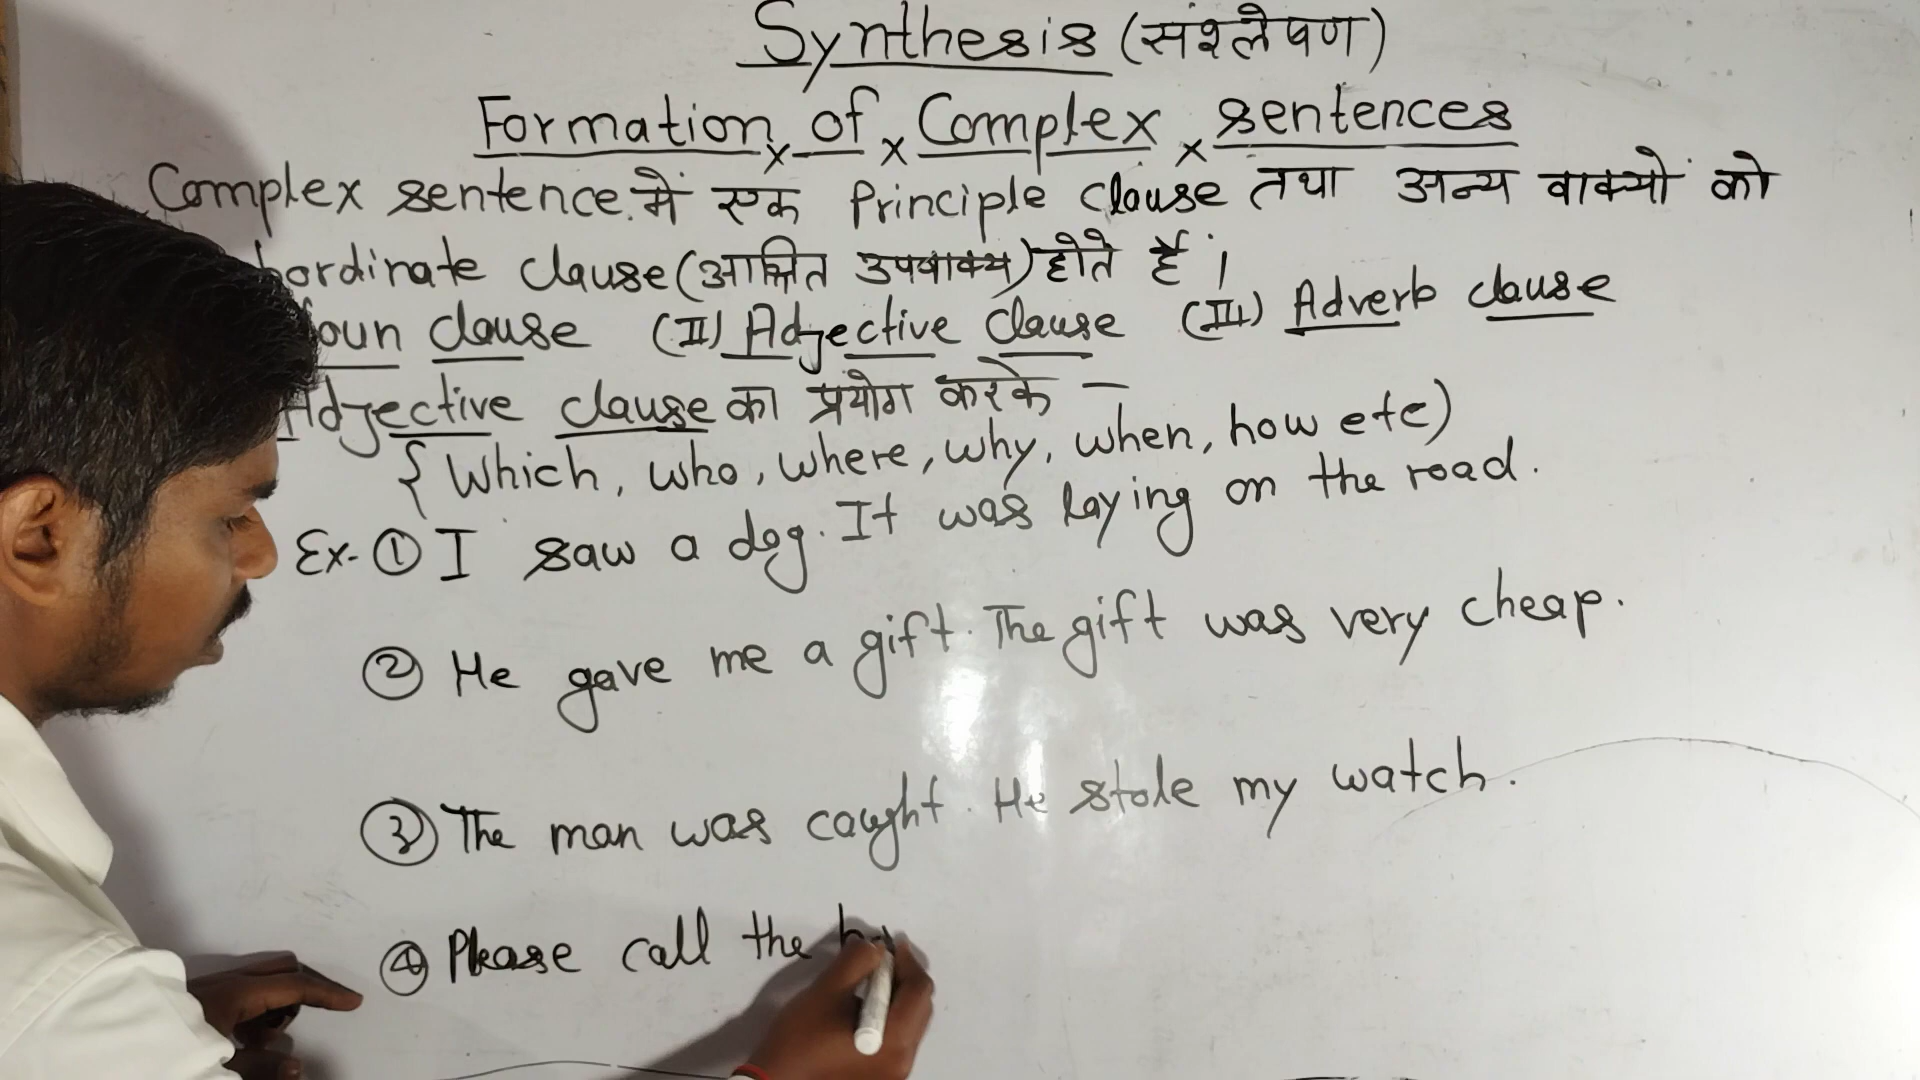 Synthesis (संश्लेषण)
Formation of Complex sentences
Complex sentence में एक Principle clause तथा अन्य वाक्यों को
ordinate clause (आश्रित उपवाक्य) होते हैं।
oun clause (II) Adjective clause (III) Adverb clause
Adjective clause का प्रयोग करके —
{ Which, who, where, why, when, how etc)
Ex- ① I saw a dog. It was laying on the road.
② He gave me a gift. The gift was very cheap.
③ The man was caught. He stole my watch.
④ Please call the